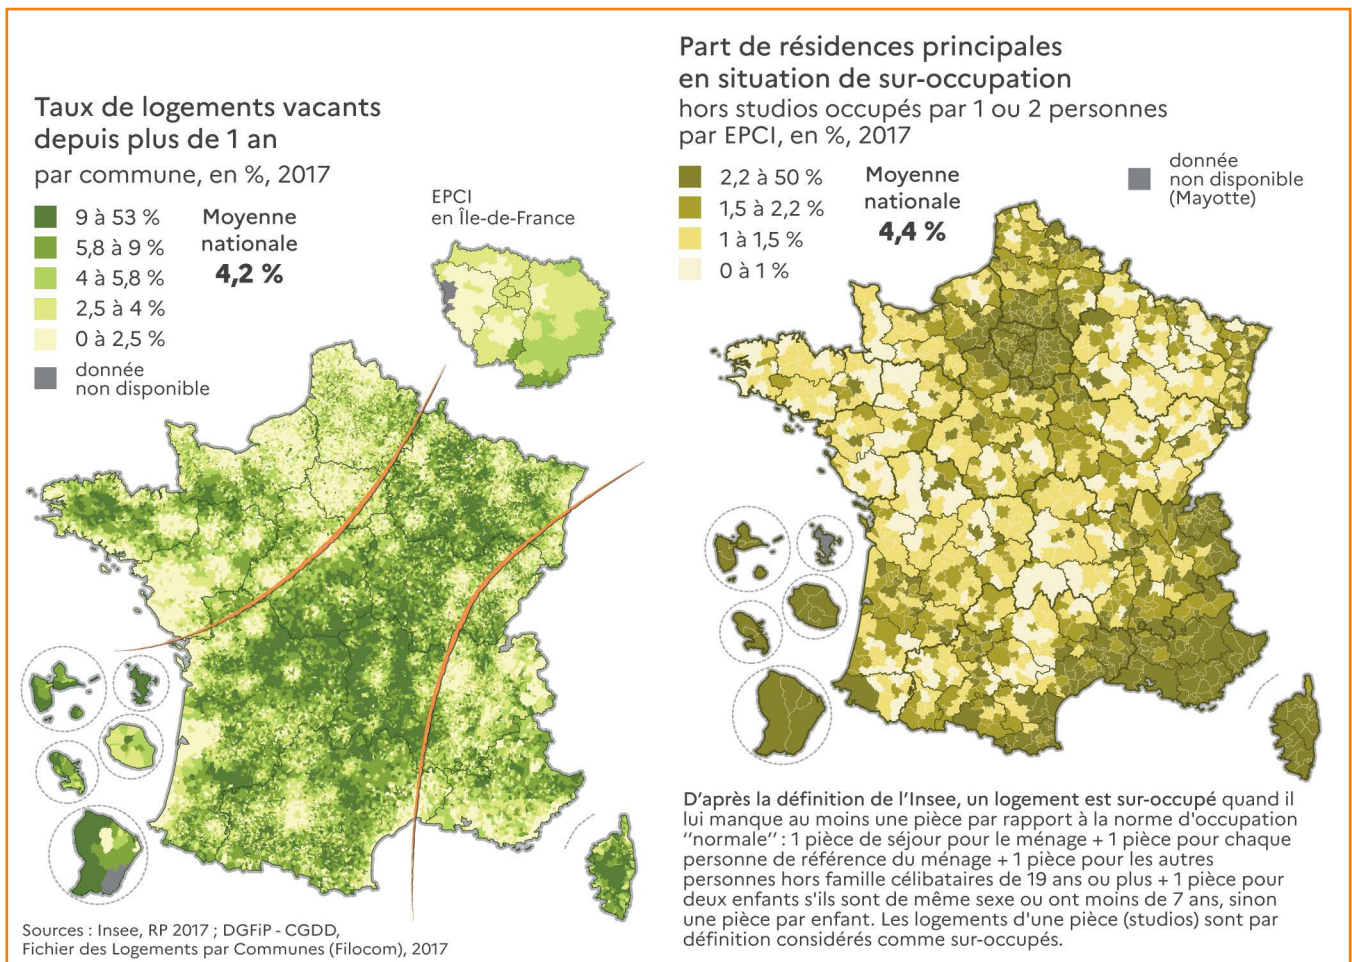 Taux de logements vacants
depuis plus de 1 an
par commune, en %, 2017
9 à 53 %
5,8 à 9 %
4 à 5,8 %
2,5 à 4 %
0 à 2,5 %
donnée
non disponible
Moyenne
nationale
4,2 %
EPCI
en Île-de-France
Sources : Insee, RP 2017 ; DGFiP - CGDD,
Fichier des Logements par Communes (Filocom), 2017
Part de résidences principales
en situation de sur-occupation
hors studios occupés par 1 ou 2 personnes
par EPCI, en %, 2017
2,2 à 50 %
1,5 à 2,2 %
1 à 1,5 %
0 à 1 %
Moyenne
nationale
4,4 %
donnée
non disponible
(Mayotte)
D'après la définition de l'Insee, un logement est sur-occupé quand il
lui manque au moins une pièce par rapport à la norme d'occupation
"normale" : 1 pièce de séjour pour le ménage + 1 pièce pour chaque
personne de référence du ménage + 1 pièce pour les autres
personnes hors famille célibataires de 19 ans ou plus + 1 pièce pour
deux enfants s'ils sont de même sexe ou ont moins de 7 ans, sinon
une pièce par enfant. Les logements d'une pièce (studios) sont par
définition considérés comme sur-occupés.